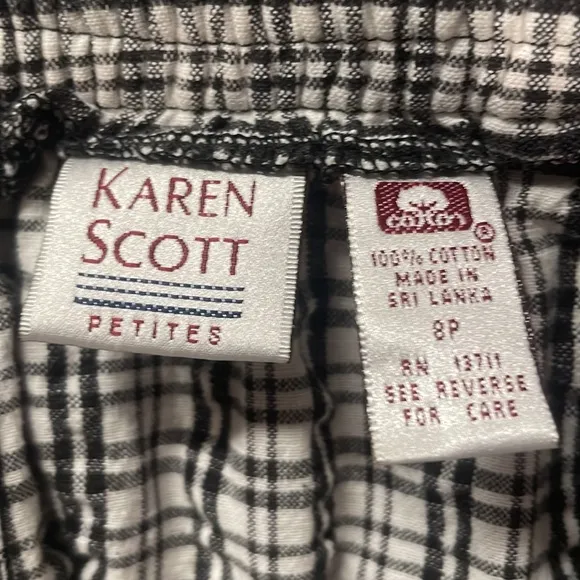 KAREN
SCOTT
PETITES
cotton
®
100% COTTON
MADE IN
SRI LANKA
8P
RN 13711
SEE REVERSE
FOR CARE